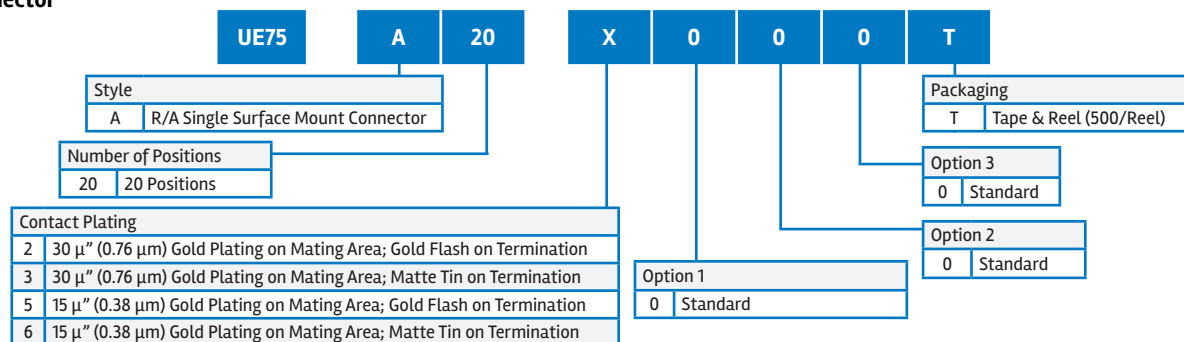 UE75 A 20 X 0 0 0 T
Style
A R/A Single Surface Mount Connector
Number of Positions
20 20 Positions
Contact Plating
2 30 μ” (0.76 μm) Gold Plating on Mating Area; Gold Flash on Termination
3 30 μ” (0.76 μm) Gold Plating on Mating Area; Matte Tin on Termination
5 15 μ” (0.38 μm) Gold Plating on Mating Area; Gold Flash on Termination
6 15 μ” (0.38 μm) Gold Plating on Mating Area; Matte Tin on Termination
Option 1
0 Standard
Option 2
0 Standard
Option 3
0 Standard
Packaging
T Tape & Reel (500/Reel)